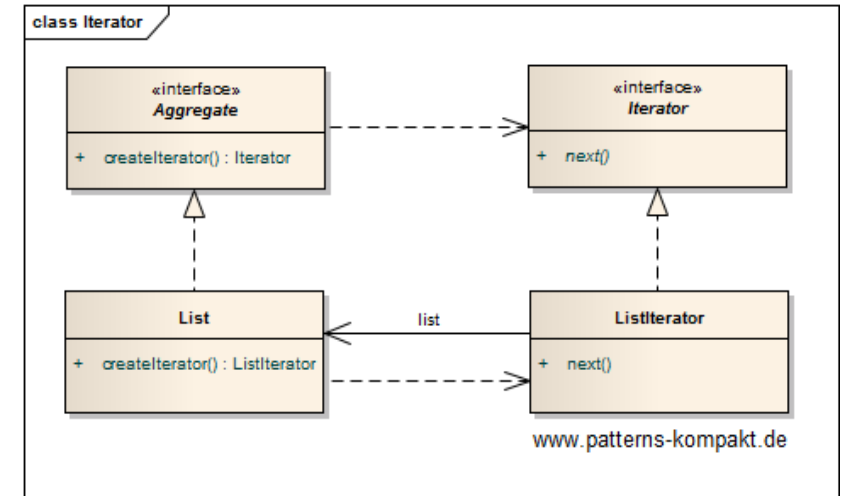 class Iterator
«interface»
Aggregate
+ createIterator() : Iterator
«interface»
Iterator
+ next()
List
+ createIterator() : ListIterator
list
ListIterator
+ next()
www.patterns-kompakt.de